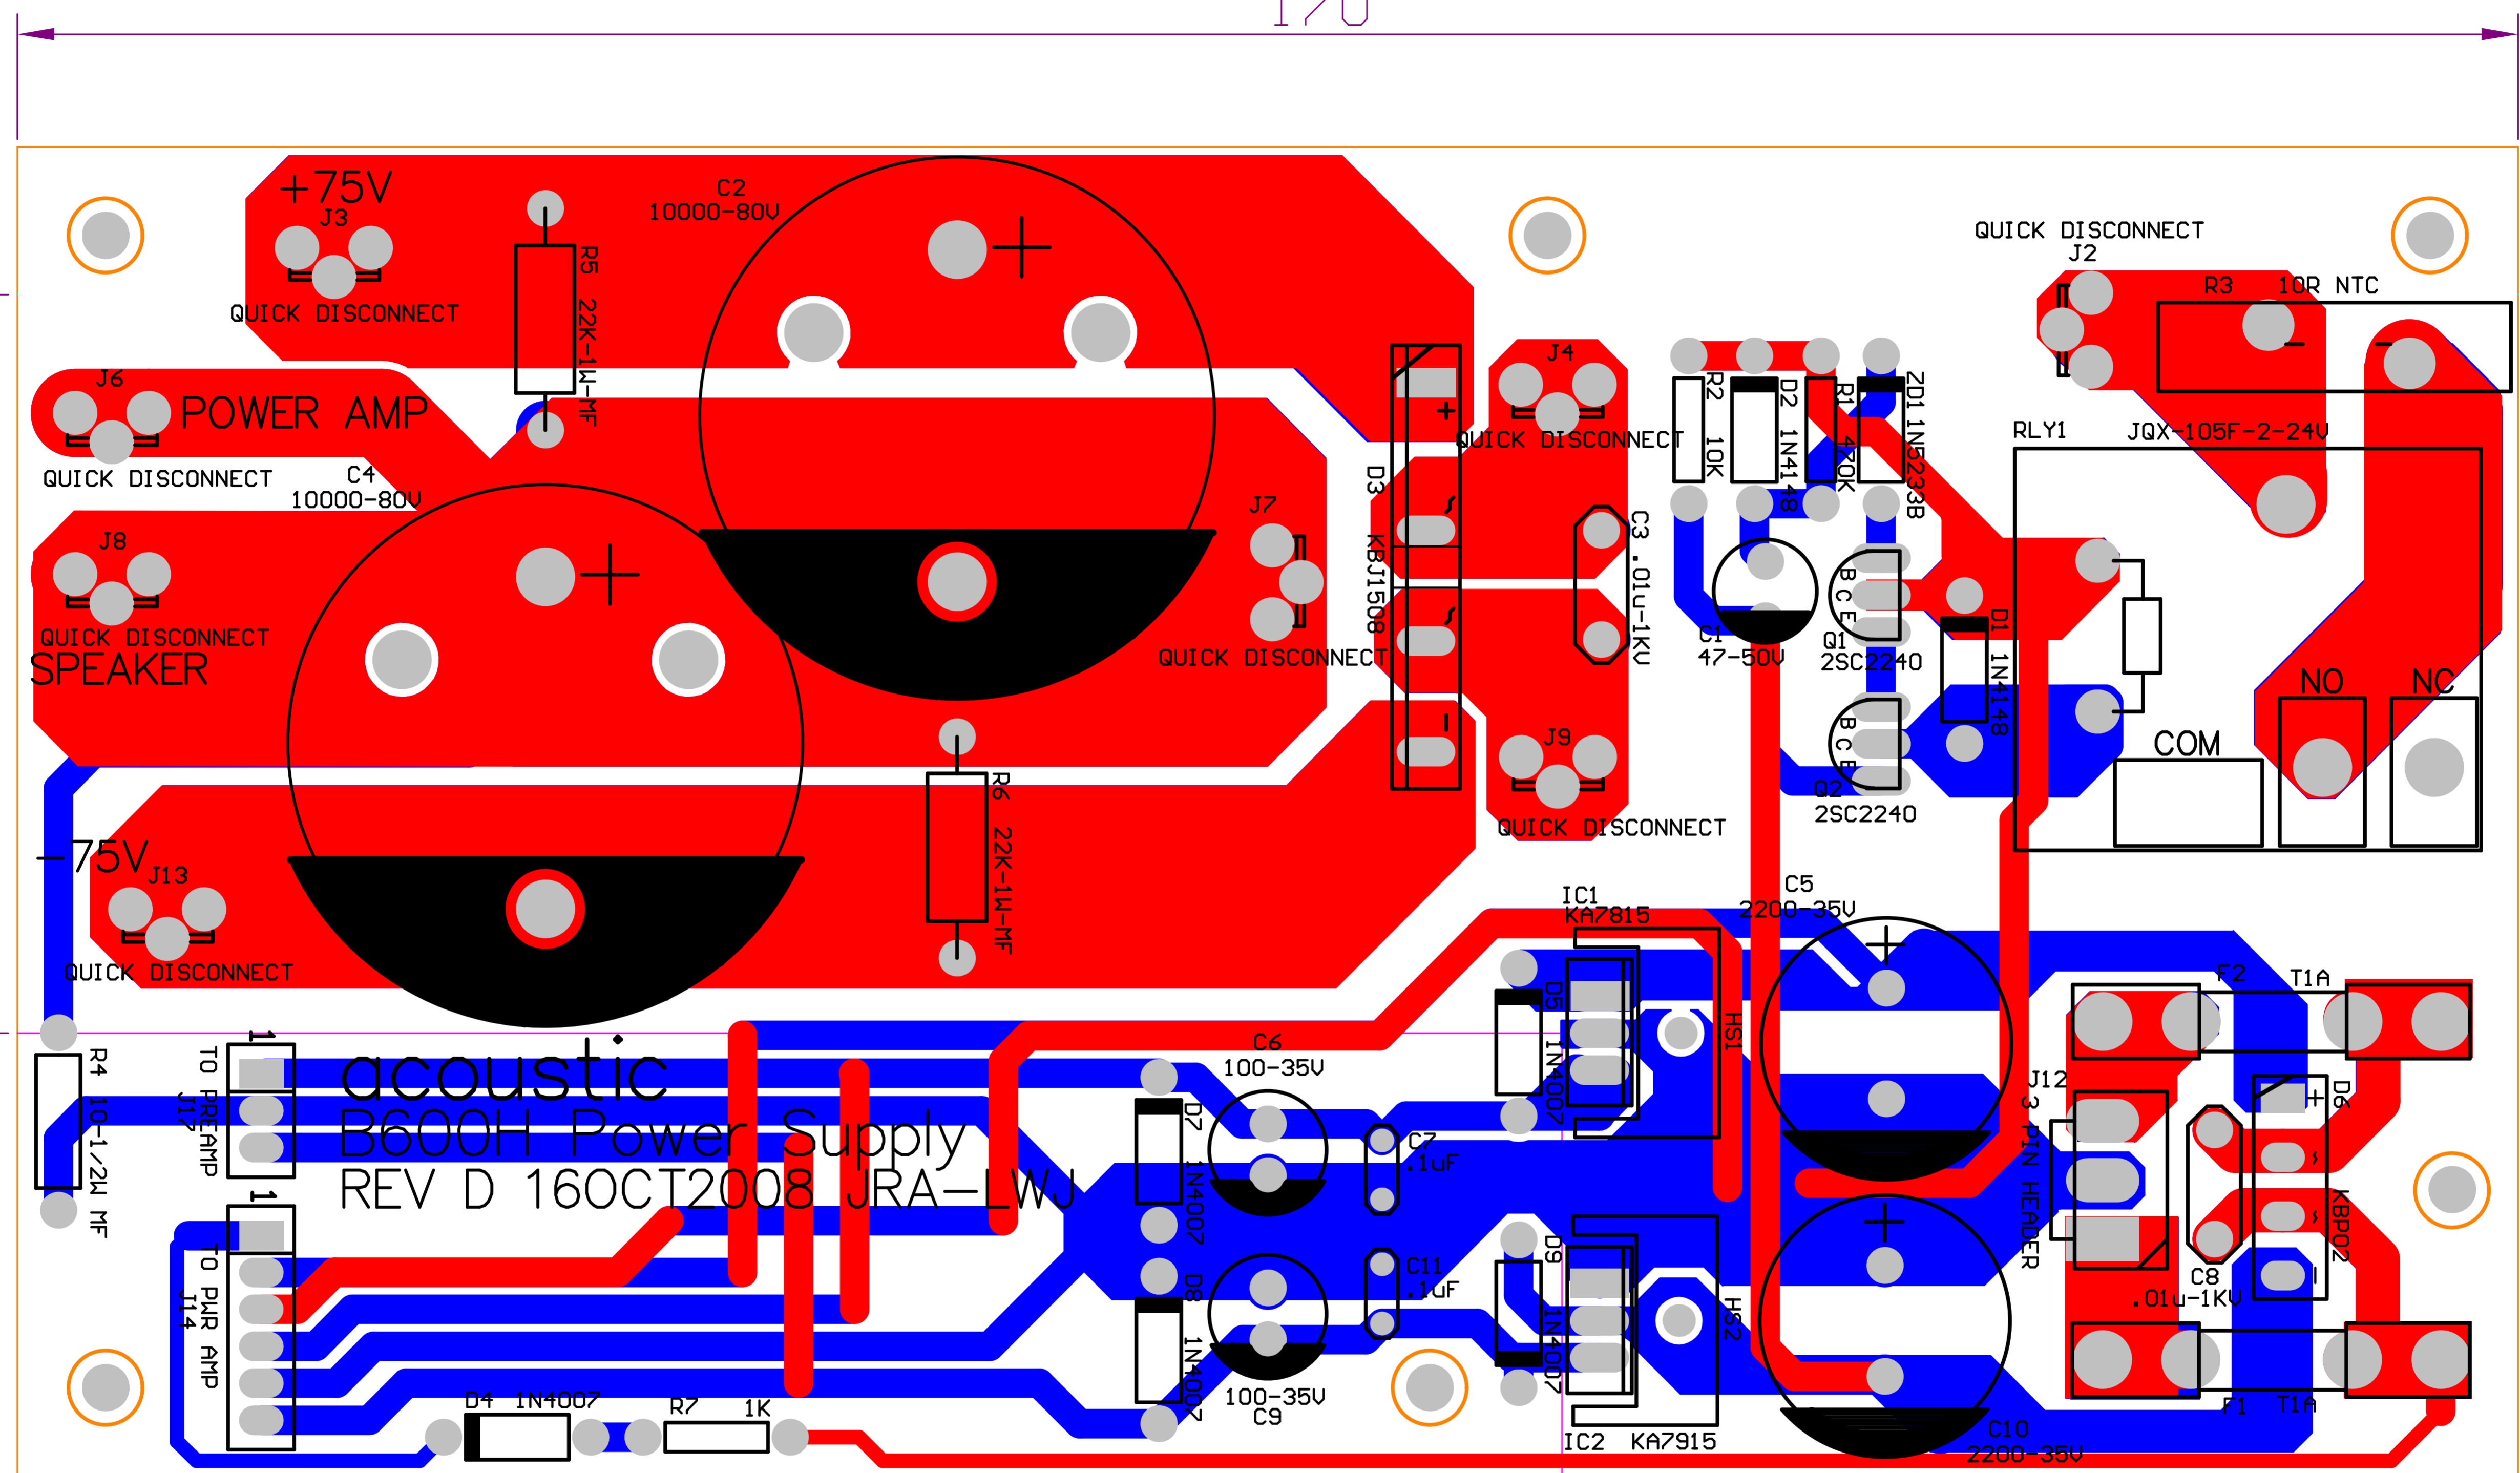 170
+75V
J3
QUICK DISCONNECT
R5 22K-1W-MF
C2
10000-80V
J6
POWER AMP
QUICK DISCONNECT
C4
10000-80V
J8
QUICK DISCONNECT
SPEAKER
J7
QUICK DISCONNECT
D3 KBJ1508
+
~
~
-
J4
QUICK DISCONNECT
C3 .01u-1KV
J9
QUICK DISCONNECT
R2 10K
D2 1N4148
R1 470K
ZD1 1N5233B
C1
47-50V
B C E
Q1
2SC2240
B C E
Q2
2SC2240
D1 1N4148
QUICK DISCONNECT
J2
R3 10R NTC
RLY1 JQX-105F-2-24V
NO NC
COM
-75V
J13
QUICK DISCONNECT
R6 22K-1W-MF
IC1
KA7815
C5
2200-35V
D5 1N4007
HS1
F2 T1A
R4 10-1/2W MF
1
TO PREAMP
J17
acoustic
B600H Power Supply
REV D 16OCT2008 JRA-LWJ
C6
100-35V
D7 1N4007
C7
.1uF
J12
3 PIN HEADER
D6
KBP02
+
~
~
-
1
TO PWR AMP
J14
D8 1N4007
C11
.1uF
D9 1N4007
HS2
C8
.01u-1KV
D4 1N4007
R7 1K
100-35V
C9
IC2 KA7915
F1 T1A
C10
2200-35V